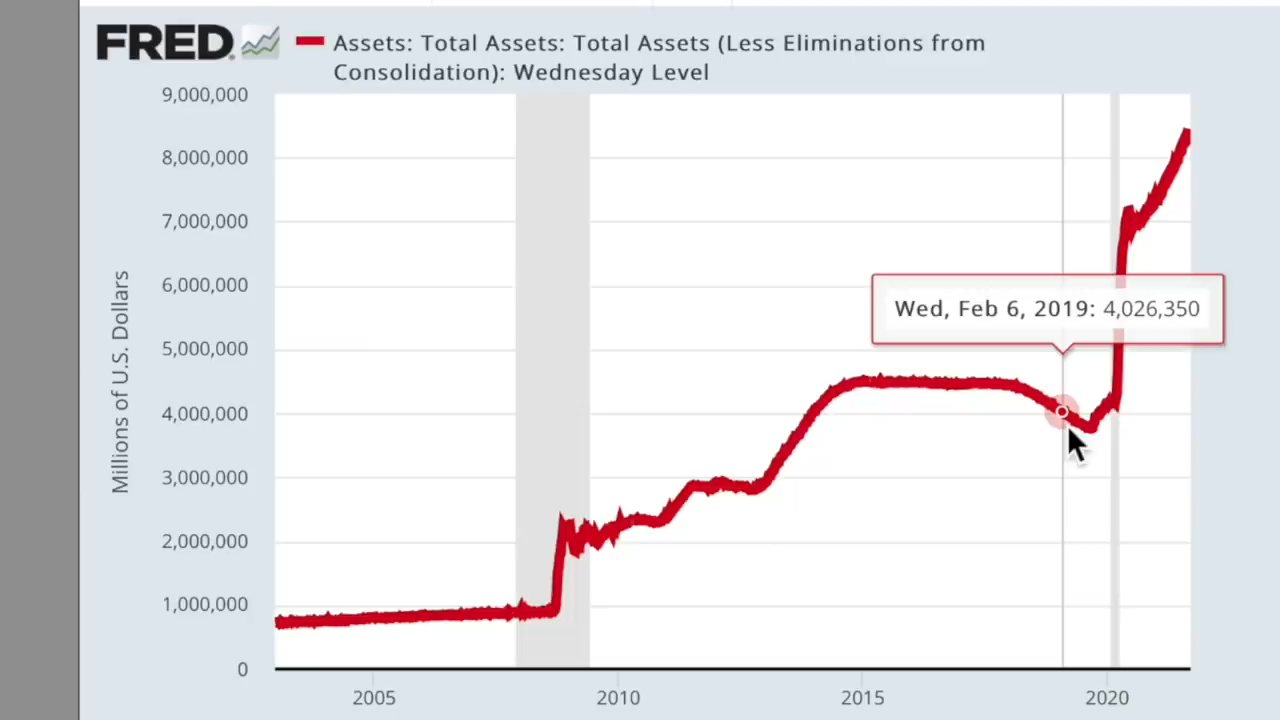 FRED
Assets: Total Assets: Total Assets (Less Eliminations from
Consolidation): Wednesday Level
9,000,000
8,000,000
7,000,000
6,000,000
5,000,000
4,000,000
3,000,000
2,000,000
1,000,000
0
Millions of U.S. Dollars
Wed, Feb 6, 2019: 4,026,350
2005
2010
2015
2020